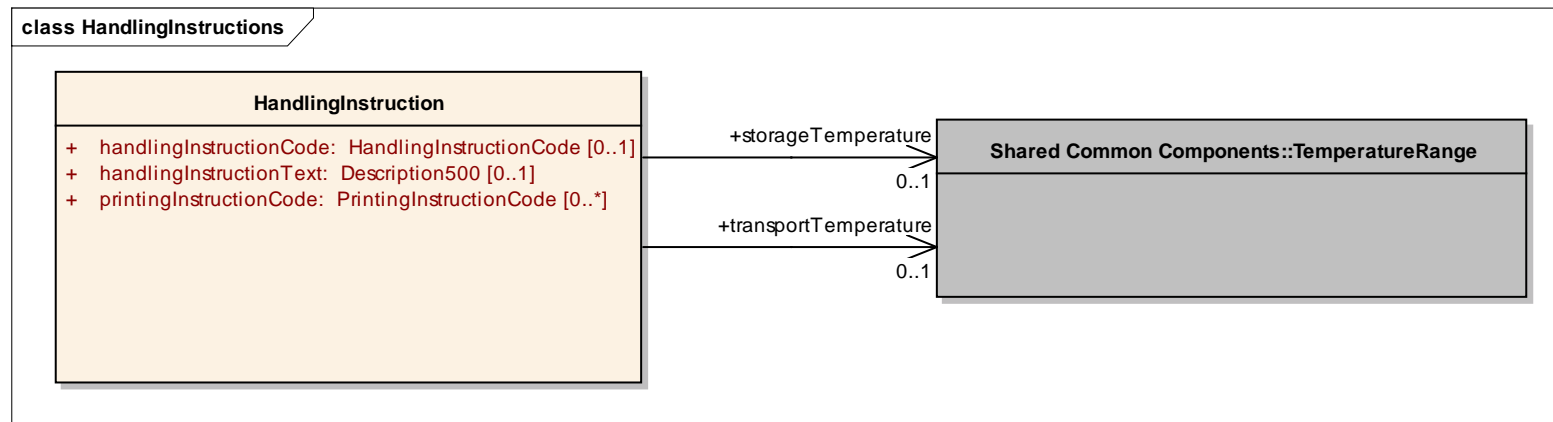 class HandlingInstructions
HandlingInstruction
+ handlingInstructionCode: HandlingInstructionCode [0..1]
+ handlingInstructionText: Description500 [0..1]
+ printingInstructionCode: PrintingInstructionCode [0..*]
+storageTemperature
0..1
+transportTemperature
0..1
Shared Common Components::TemperatureRange